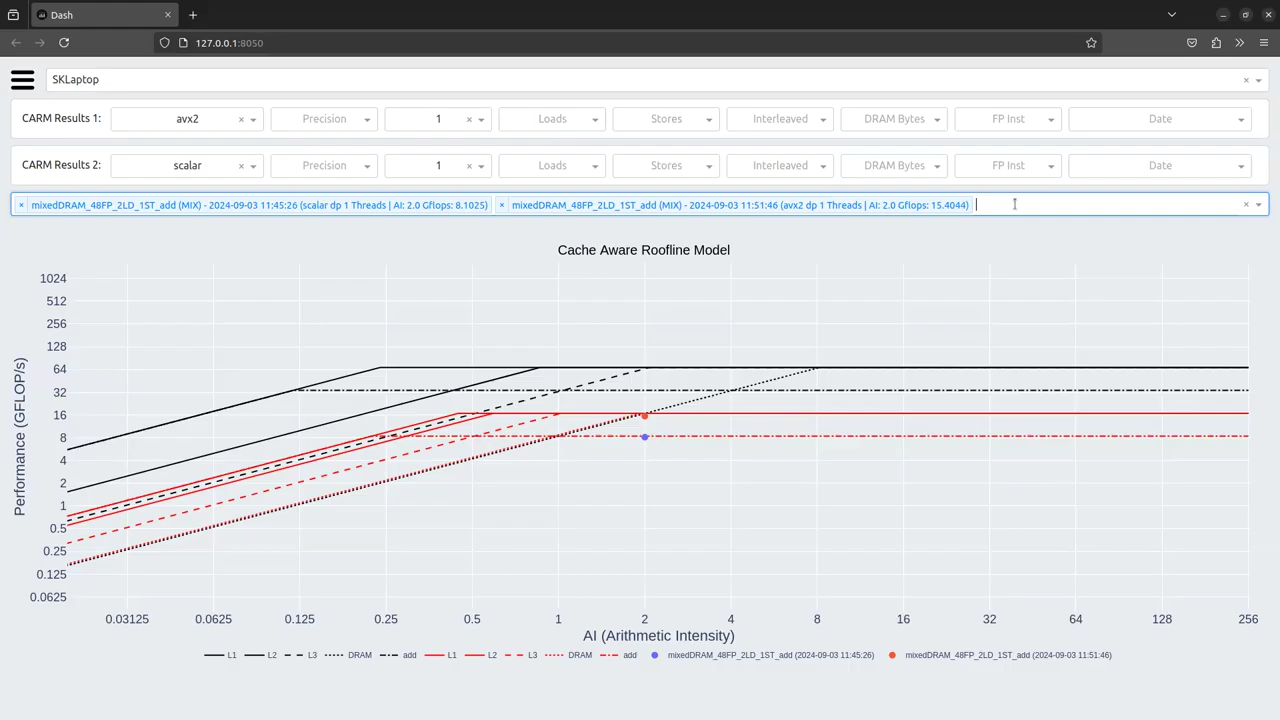 Dash
127.0.0.1:8050
SKLaptop
CARM Results 1: avx2 Precision 1 Loads Stores Interleaved DRAM Bytes FP Inst Date
CARM Results 2: scalar Precision 1 Loads Stores Interleaved DRAM Bytes FP Inst Date
× mixedDRAM_48FP_2LD_1ST_add (MIX) - 2024-09-03 11:45:26 (scalar dp 1 Threads | AI: 2.0 Gflops: 8.1025) × mixedDRAM_48FP_2LD_1ST_add (MIX) - 2024-09-03 11:51:46 (avx2 dp 1 Threads | AI: 2.0 Gflops: 15.4044)
Cache Aware Roofline Model
Performance (GFLOP/s)
1024
512
256
128
64
32
16
8
4
2
1
0.5
0.25
0.125
0.0625
0.03125 0.0625 0.125 0.25 0.5 1 2 4 8 16 32 64 128 256
AI (Arithmetic Intensity)
L1 L2 L3 DRAM add L1 L2 L3 DRAM add mixedDRAM_48FP_2LD_1ST_add (2024-09-03 11:45:26) mixedDRAM_48FP_2LD_1ST_add (2024-09-03 11:51:46)